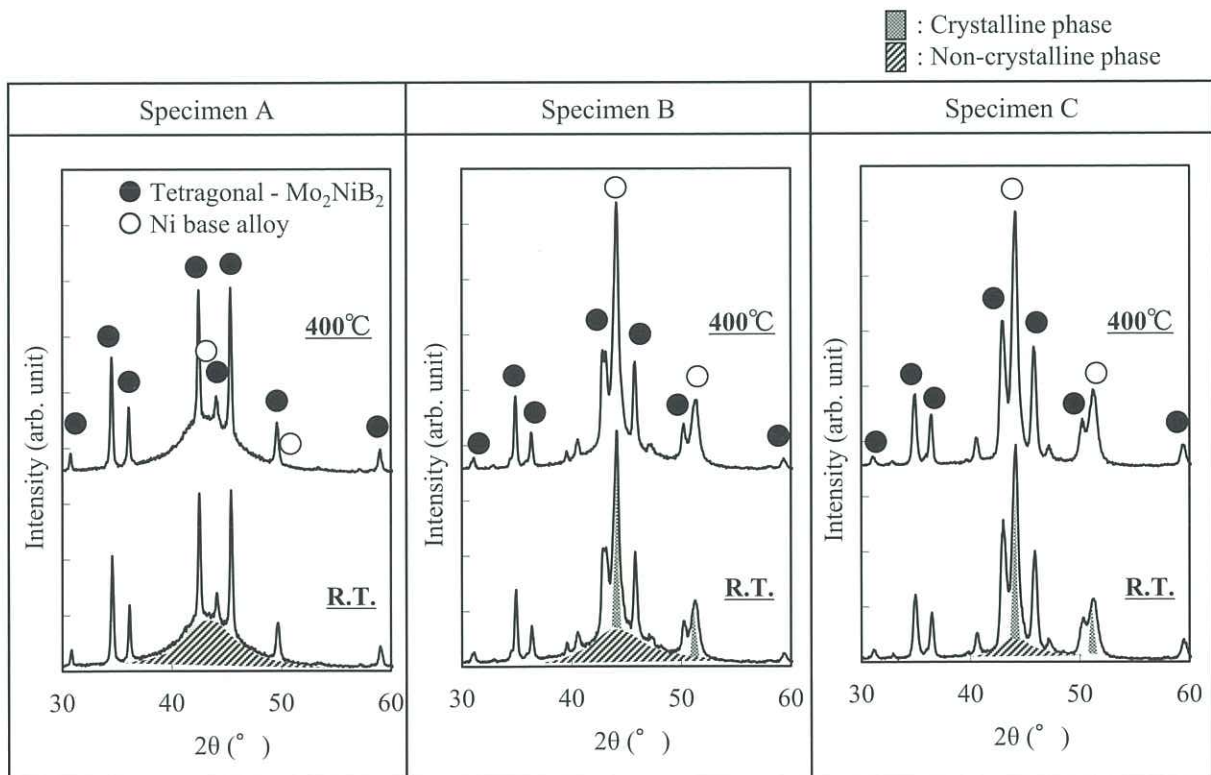 : Crystalline phase
: Non-crystalline phase
Specimen A
Specimen B
Specimen C
Tetragonal - Mo₂NiB₂
Ni base alloy
400℃
400℃
400℃
R.T.
R.T.
R.T.
Intensity (arb. unit)
Intensity (arb. unit)
Intensity (arb. unit)
30 40 50 60
30 40 50 60
30 40 50 60
2θ (°)
2θ (°)
2θ (°)